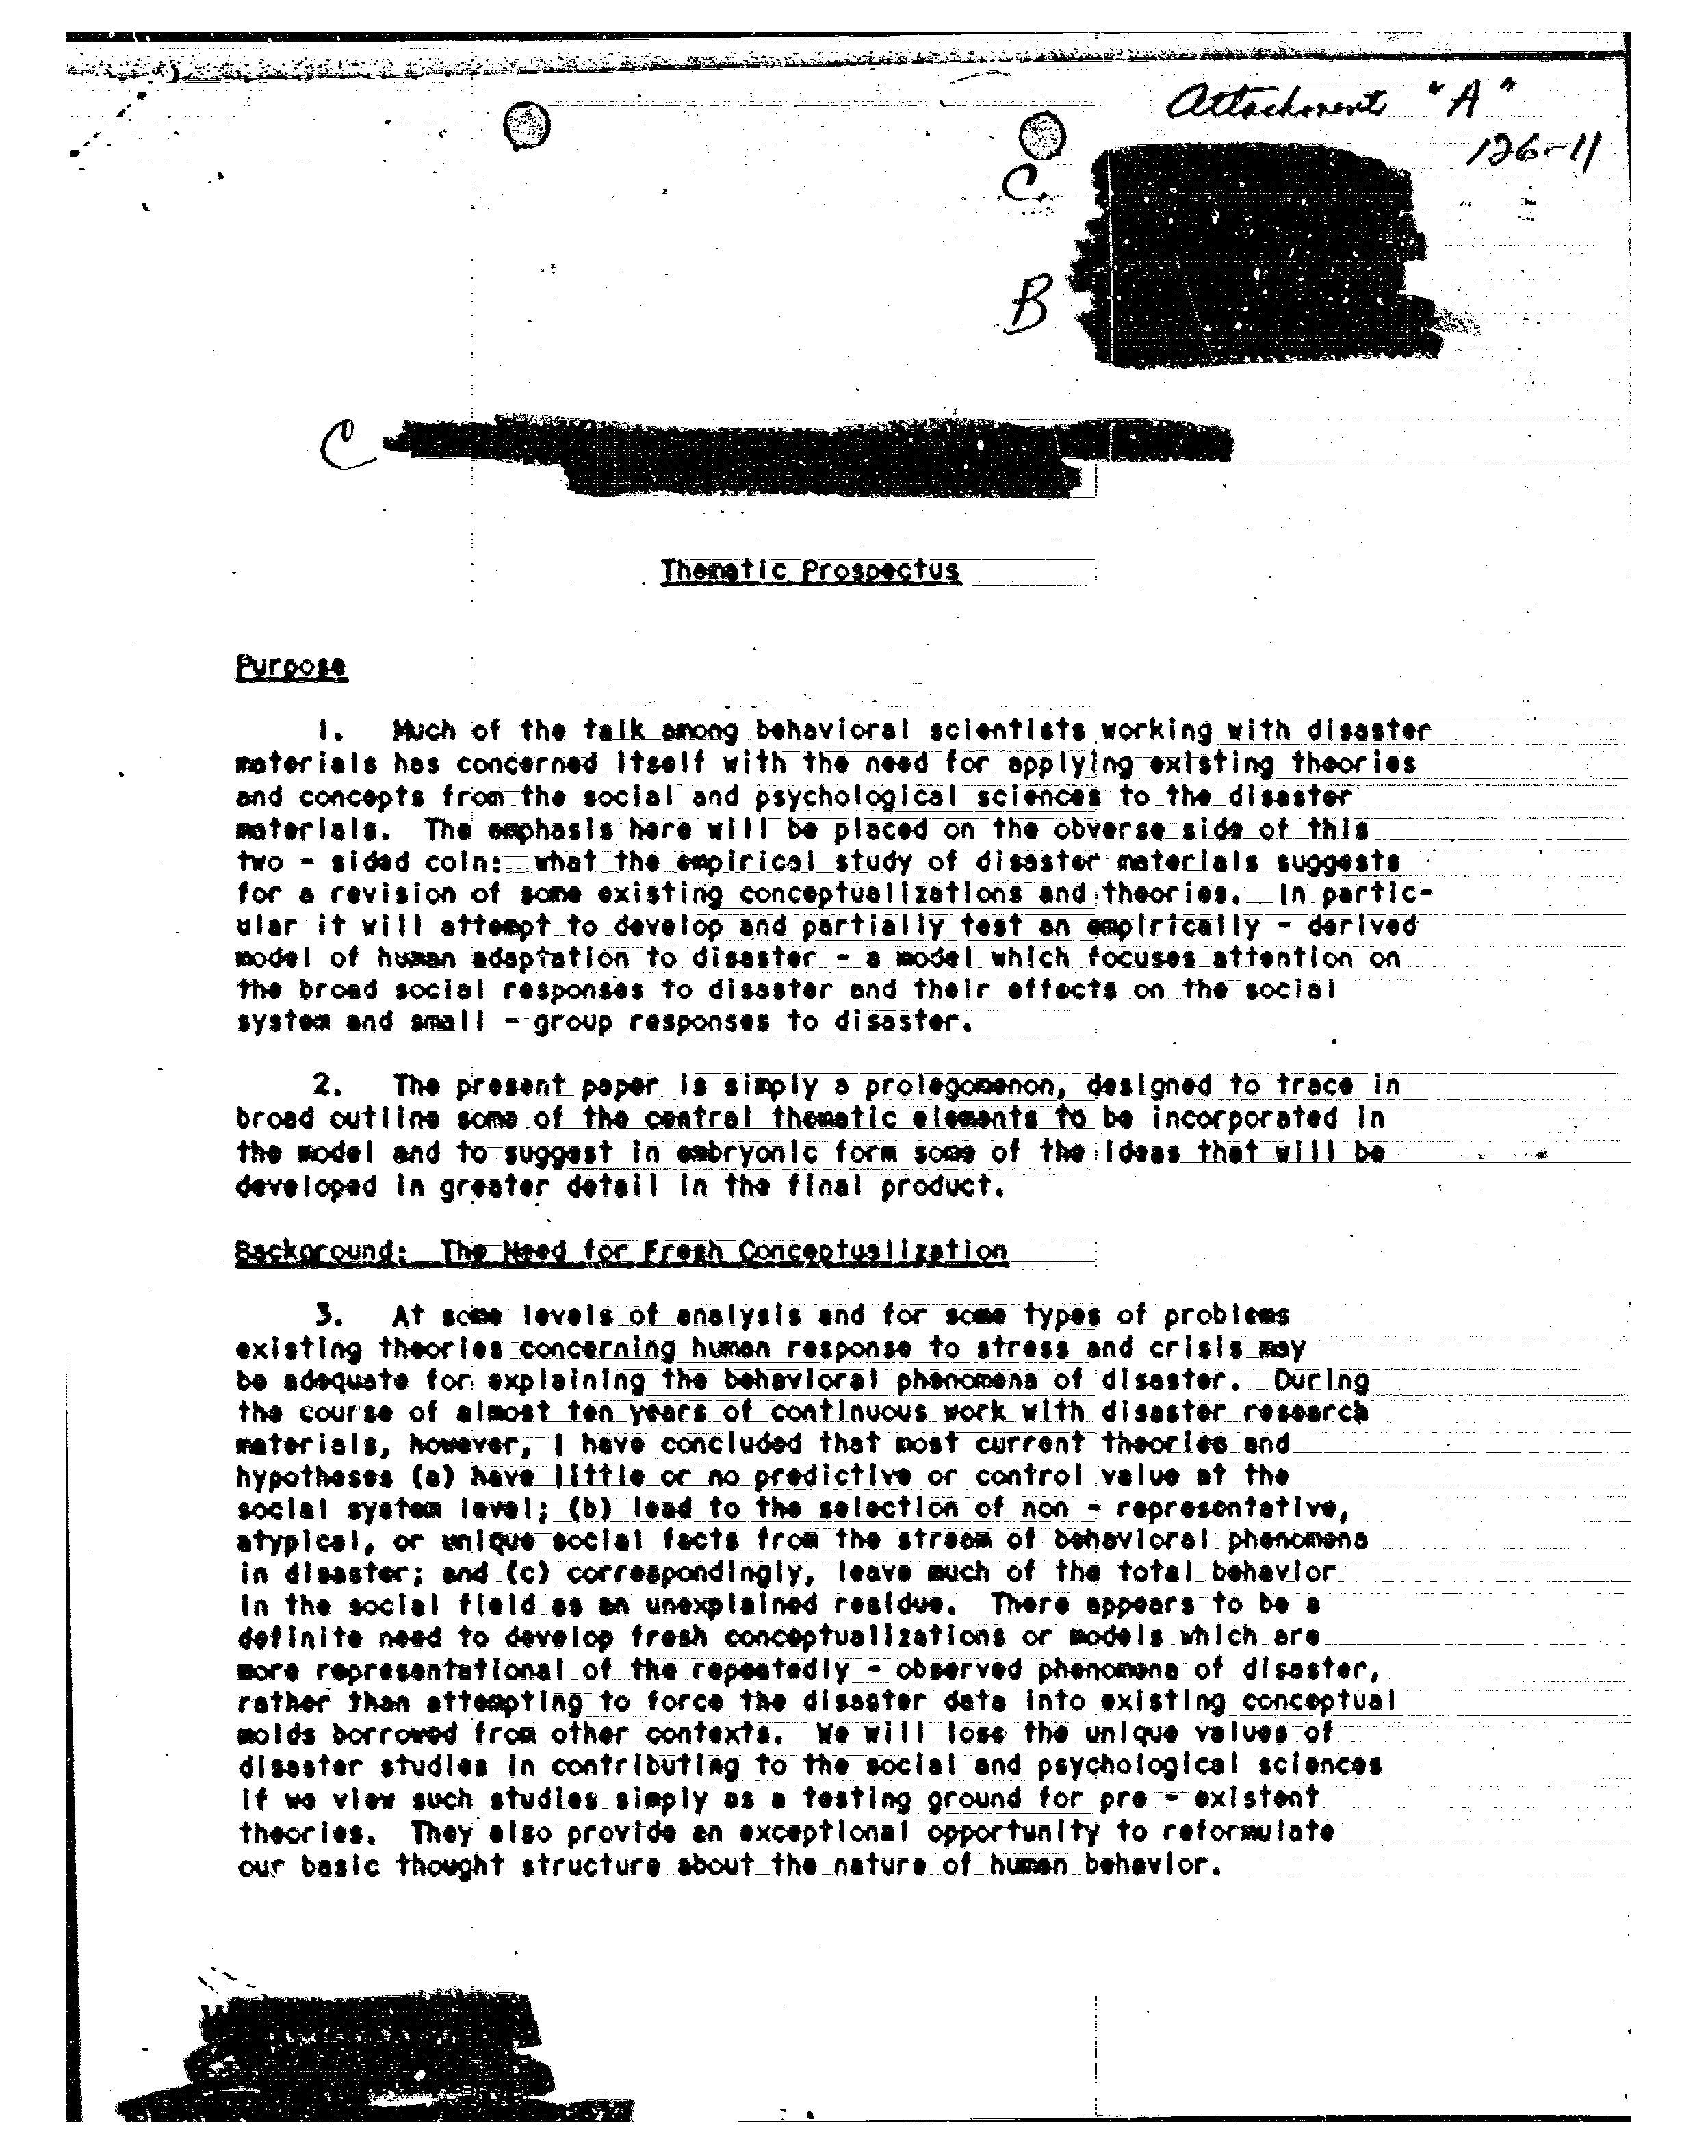 Attachment "A"
126-11
C
B
C
Thematic Prospectus
Purpose
1. Much of the talk among behavioral scientists working with disaster
materials has concerned itself with the need for applying existing theories
and concepts from the social and psychological sciences to the disaster
materials. The emphasis here will be placed on the obverse side of this
two - sided coin: what the empirical study of disaster materials suggests
for a revision of some existing conceptualizations and theories. In partic-
ular it will attempt to develop and partially test an empirically - derived
model of human adaptation to disaster - a model which focuses attention on
the broad social responses to disaster and their effects on the social
system and small - group responses to disaster.
2. The present paper is simply a prolegomenon, designed to trace in
broad outline some of the central thematic elements to be incorporated in
the model and to suggest in embryonic form some of the ideas that will be
developed in greater detail in the final product.
Background: The Need for Fresh Conceptualization
3. At some levels of analysis and for some types of problems
existing theories concerning human response to stress and crisis may
be adequate for explaining the behavioral phenomena of disaster. During
the course of almost ten years of continuous work with disaster research
materials, however, I have concluded that most current theories and
hypotheses (a) have little or no predictive or control value at the
social system level; (b) lead to the selection of non - representative,
atypical, or unique social facts from the stream of behavioral phenomena
in disaster; and (c) correspondingly, leave much of the total behavior
in the social field as an unexplained residue. There appears to be a
definite need to develop fresh conceptualizations or models which are
more representational of the repeatedly - observed phenomena of disaster,
rather than attempting to force the disaster data into existing conceptual
molds borrowed from other contexts. We will lose the unique values of
disaster studies in contributing to the social and psychological sciences
if we view such studies simply as a testing ground for pre - existent
theories. They also provide an exceptional opportunity to reformulate
our basic thought structure about the nature of human behavior.